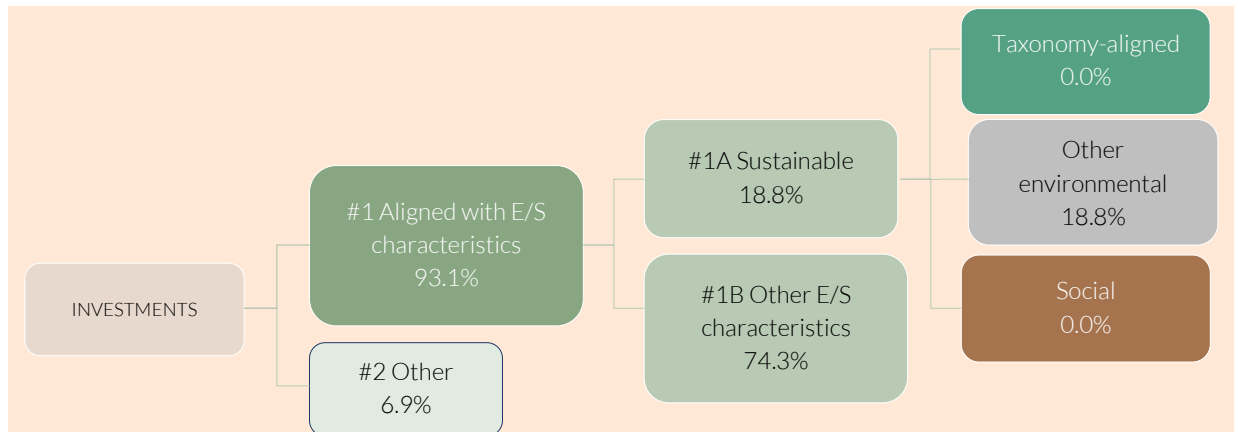 INVESTMENTS
#1 Aligned with E/S
characteristics
93.1%
#2 Other
6.9%
#1A Sustainable
18.8%
#1B Other E/S
characteristics
74.3%
Taxonomy-aligned
0.0%
Other
environmental
18.8%
Social
0.0%